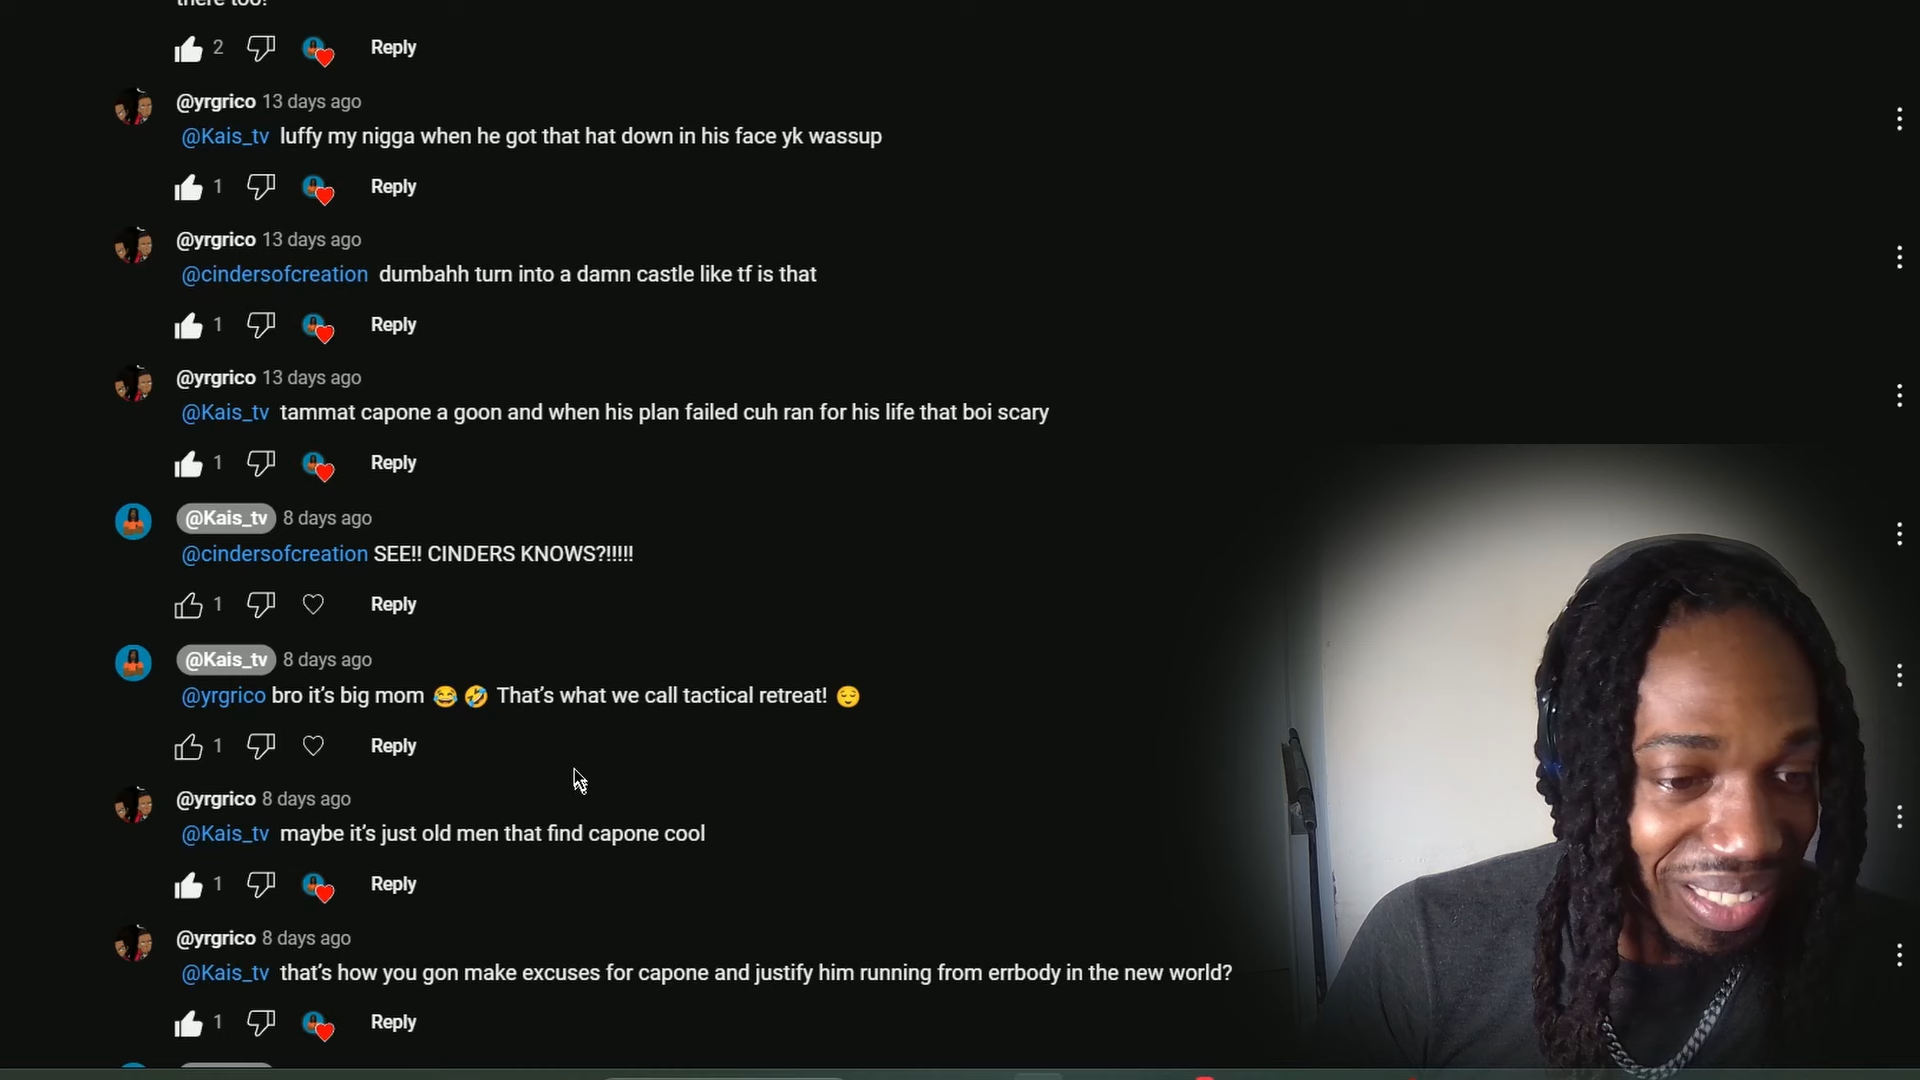 there too!
2 Reply
@yrgrico 13 days ago
@Kais_tv luffy my nigga when he got that hat down in his face yk wassup
1 Reply
@yrgrico 13 days ago
@cindersofcreation dumbahh turn into a damn castle like tf is that
1 Reply
@yrgrico 13 days ago
@Kais_tv tammat capone a goon and when his plan failed cuh ran for his life that boi scary
1 Reply
@Kais_tv 8 days ago
@cindersofcreation SEE!! CINDERS KNOWS?!!!!!
1 Reply
@Kais_tv 8 days ago
@yrgrico bro it's big mom 😂 🤣 That's what we call tactical retreat! 😌
1 Reply
@yrgrico 8 days ago
@Kais_tv maybe it's just old men that find capone cool
1 Reply
@yrgrico 8 days ago
@Kais_tv that's how you gon make excuses for capone and justify him running from errbody in the new world?
1 Reply